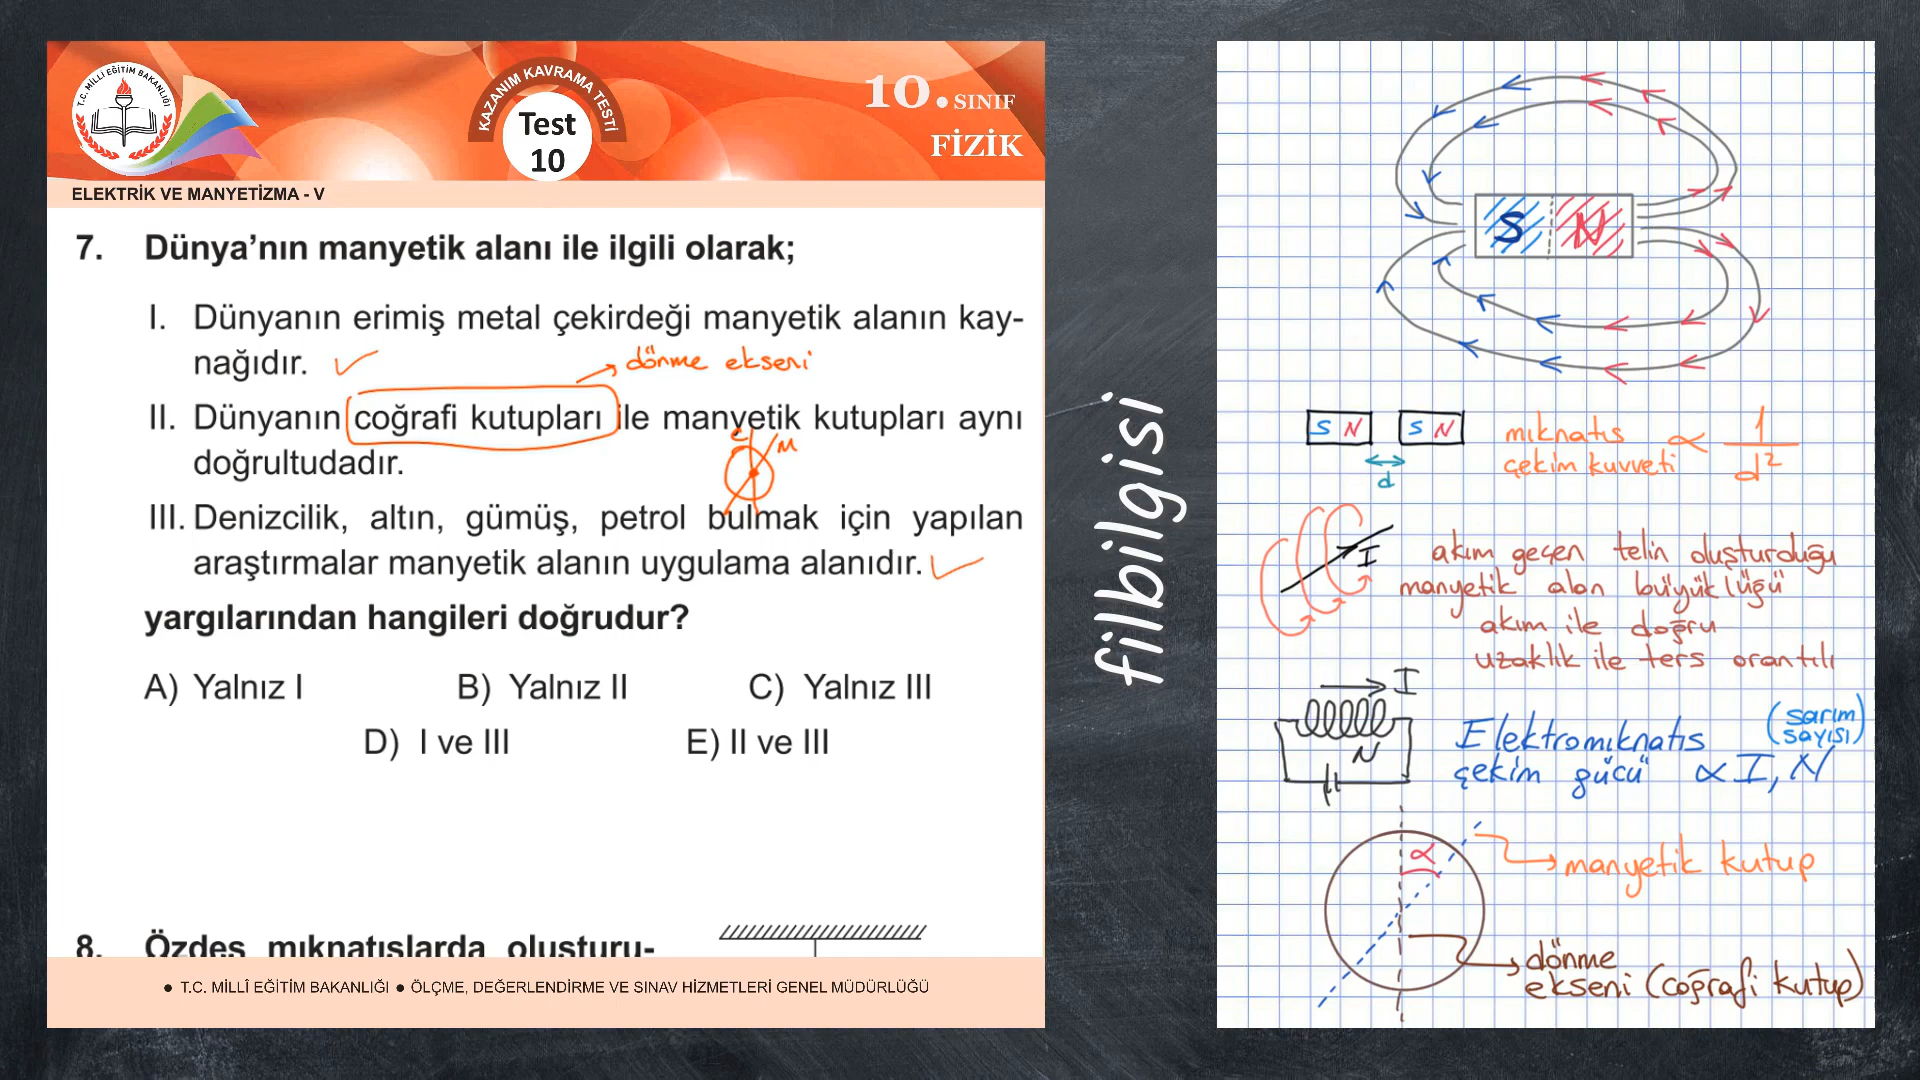 T.C. MİLLÎ EĞİTİM BAKANLIĞI
KAZANIM KAVRAMA TESTİ
Test
10
10. SINIF
FİZİK
ELEKTRİK VE MANYETİZMA - V
7. Dünya’nın manyetik alanı ile ilgili olarak;
I. Dünyanın erimiş metal çekirdeği manyetik alanın kay-
nağıdır.
dönme ekseni
II. Dünyanın coğrafi kutupları ile manyetik kutupları aynı
doğrultudadır.
M
III. Denizcilik, altın, gümüş, petrol bulmak için yapılan
araştırmalar manyetik alanın uygulama alanıdır.
yargılarından hangileri doğrudur?
A) Yalnız I B) Yalnız II C) Yalnız III
D) I ve III E) II ve III
8. Özdeş mıknatıslarda oluşturu-
● T.C. MİLLÎ EĞİTİM BAKANLIĞI ● ÖLÇME, DEĞERLENDİRME VE SINAV HİZMETLERİ GENEL MÜDÜRLÜĞÜ
filbilgisi
S N
S N S N
d
mıknatıs
çekim kuvveti ∝ 1/d²
I
akım geçen telin oluşturduğu
manyetik alan büyüklüğü
akım ile doğru
uzaklık ile ters orantılı
I
N
Elektromıknatıs (sarım sayısı)
çekim gücü ∝ I, N
α
manyetik kutup
dönme
ekseni (coğrafi kutup)